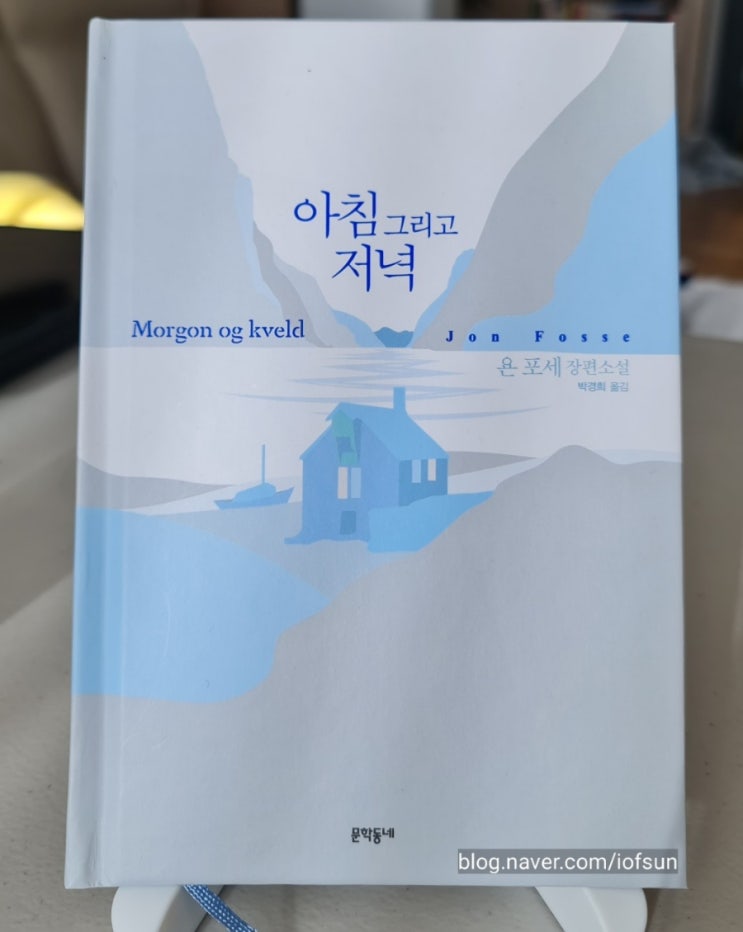 아침 그리고
저녁
Morgon og kveld
Jon Fosse
욘 포세 장편소설
박경희 옮김
문학동네
blog.naver.com/iofsun